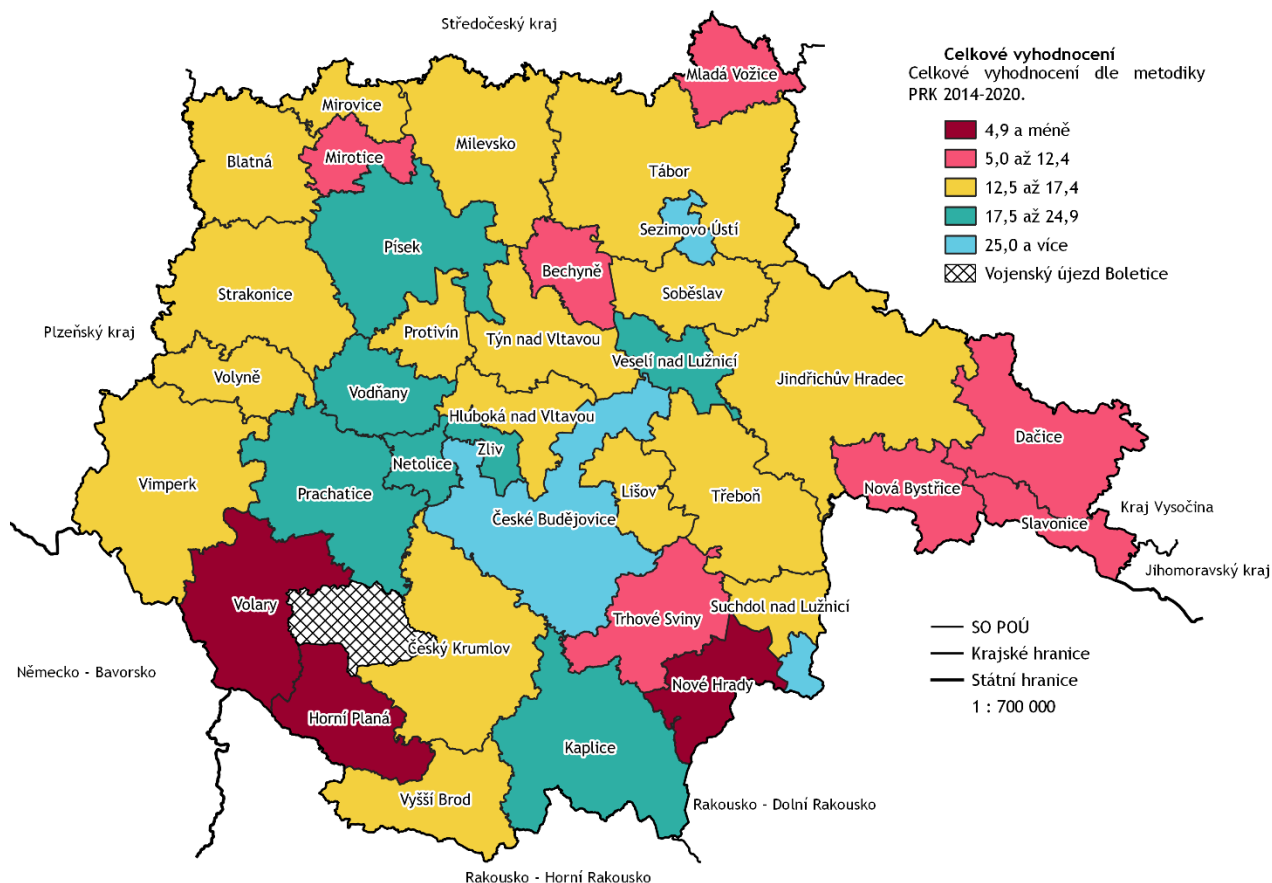 Středočeský kraj
Celkové vyhodnocení
Celkové vyhodnocení dle metodiky
PRK 2014-2020.
4,9 a méně
5,0 až 12,4
12,5 až 17,4
17,5 až 24,9
25,0 a více
Vojenský újezd Boletice
Mladá Vožice
Mirovice
Milevsko
Blatná
Mirotice
Tábor
Sezimovo Ústí
Písek
Bechyně
Strakonice
Soběslav
Plzeňský kraj
Protivín
Týn nad Vltavou
Veselí nad Lužnicí
Volyně
Jindřichův Hradec
Vodňany
Hluboká nad Vltavou
Dačice
Zliv
Netolice
Vimperk
Prachatice
Lišov
Třeboň
Nová Bystřice
České Budějovice
Kraj Vysočina
Slavonice
Jihomoravský kraj
Volary
Suchdol nad Lužnicí
Trhové Sviny
Český Krumlov
Německo - Bavorsko
Nové Hrady
Horní Planá
Kaplice
Vyšší Brod
Rakousko - Dolní Rakousko
Rakousko - Horní Rakousko
SO POÚ
Krajské hranice
Státní hranice
1 : 700 000